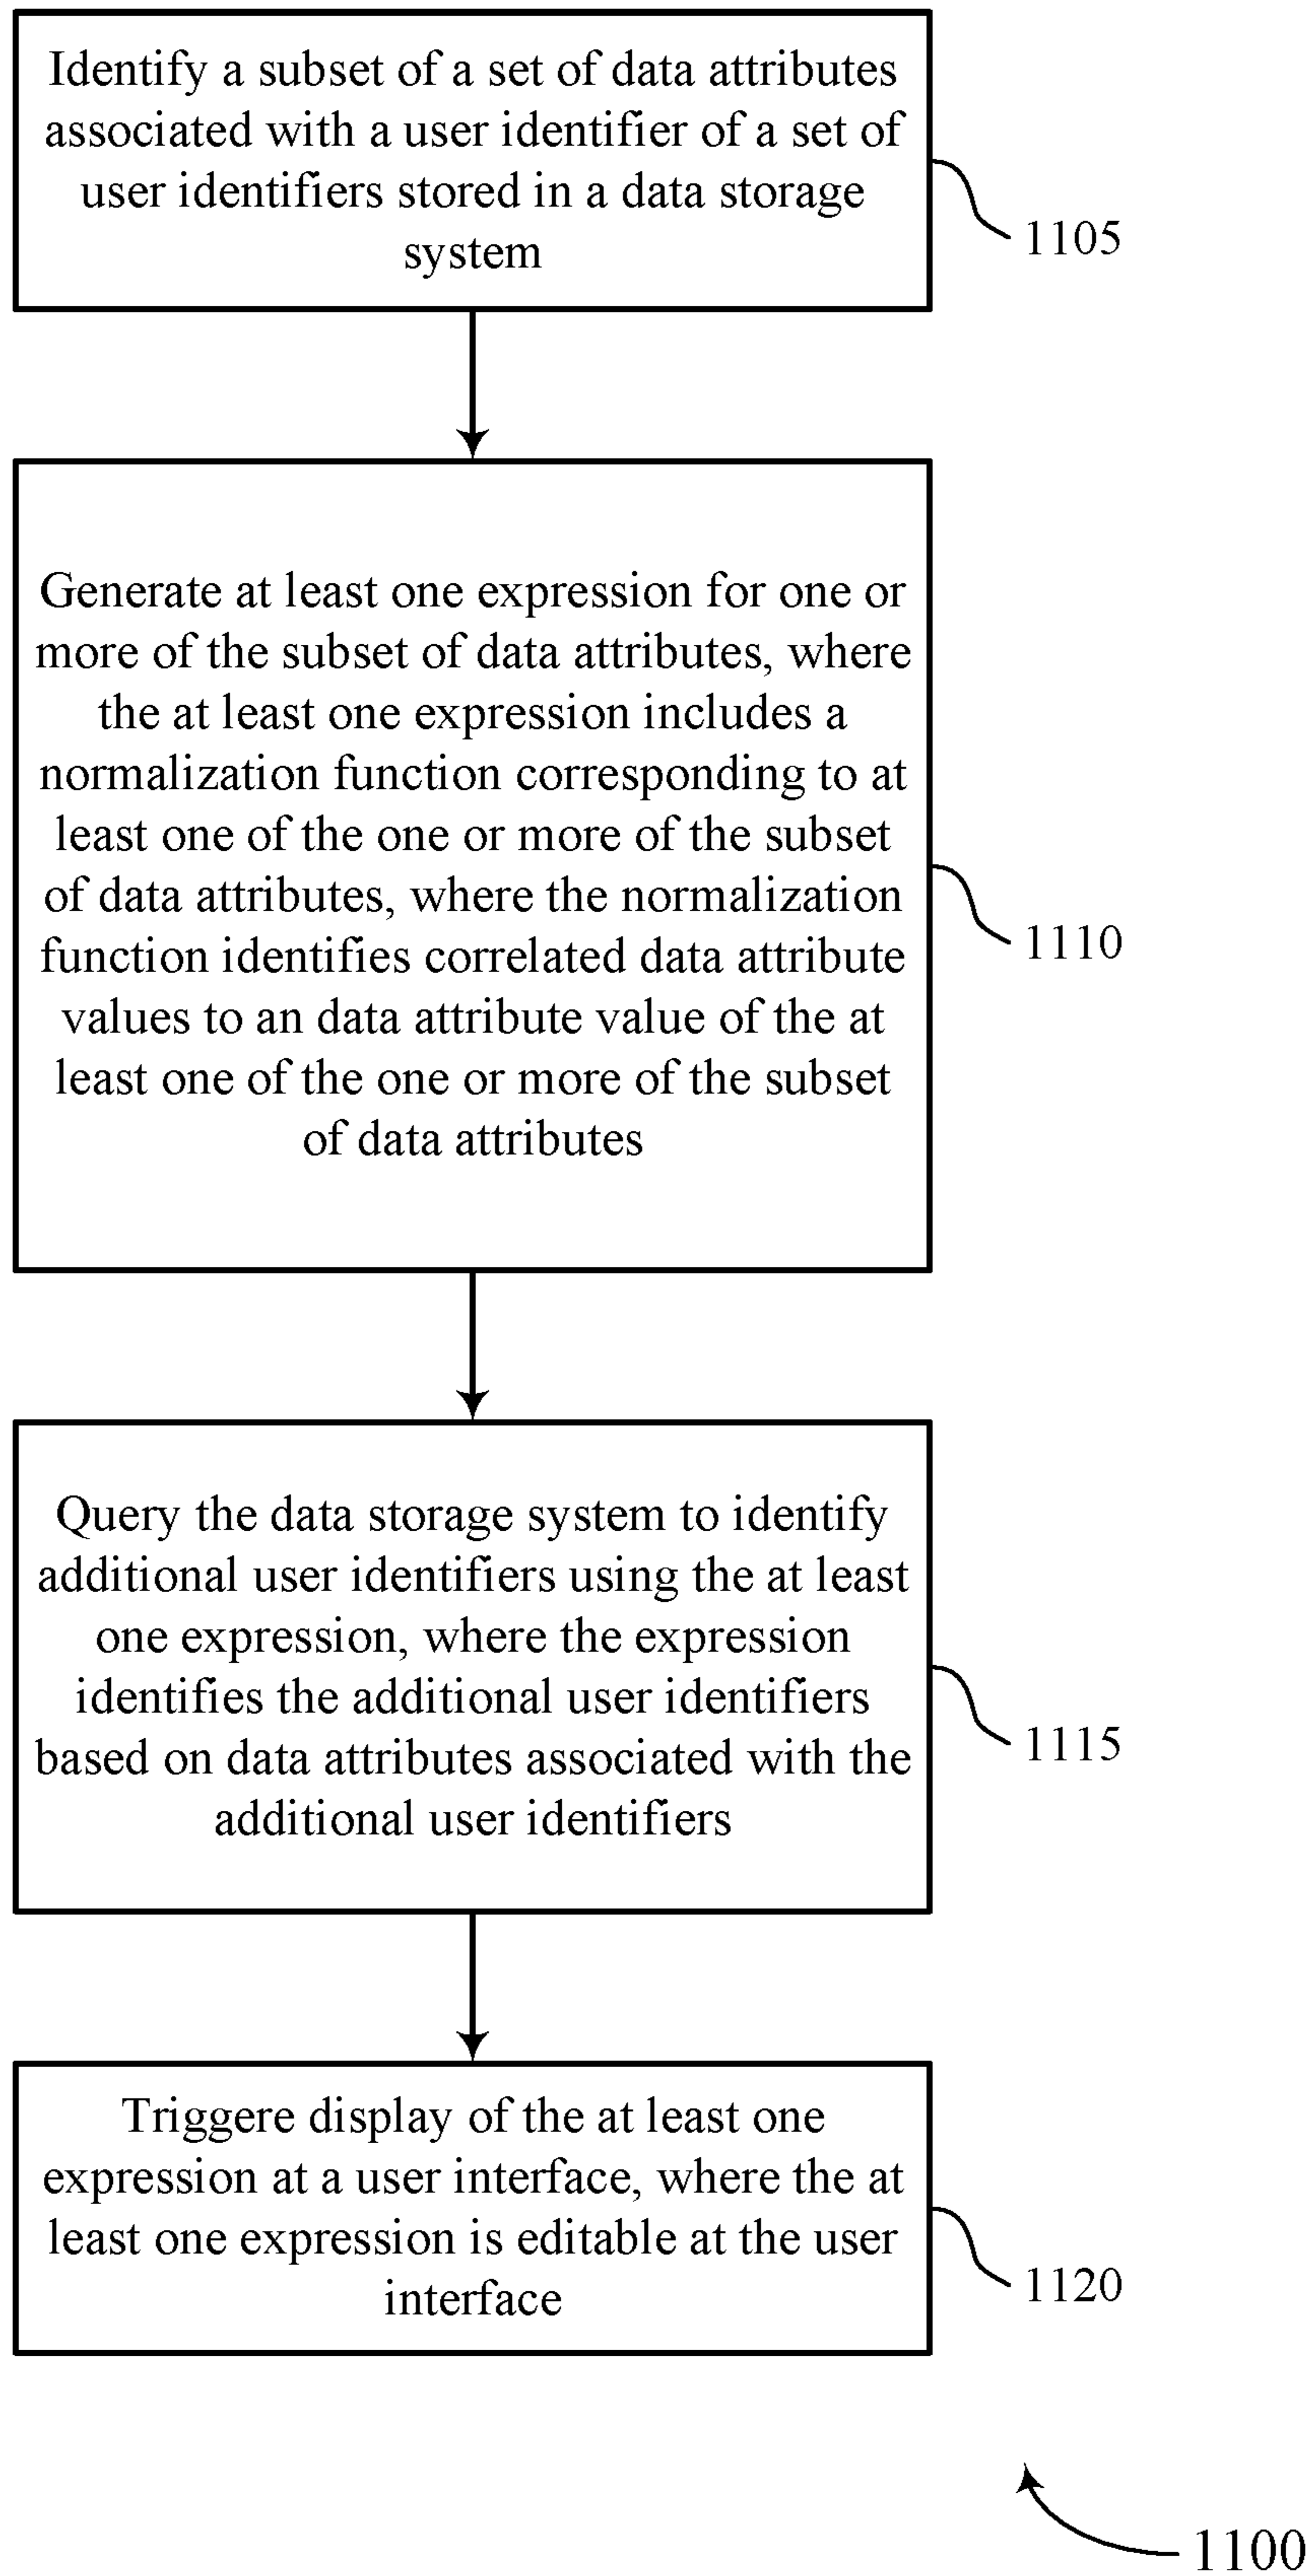 Identify a subset of a set of data attributes
associated with a user identifier of a set of
user identifiers stored in a data storage
system
1105
Generate at least one expression for one or
more of the subset of data attributes, where
the at least one expression includes a
normalization function corresponding to at
least one of the one or more of the subset
of data attributes, where the normalization
function identifies correlated data attribute
values to an data attribute value of the at
least one of the one or more of the subset
of data attributes
1110
Query the data storage system to identify
additional user identifiers using the at least
one expression, where the expression
identifies the additional user identifiers
based on data attributes associated with the
additional user identifiers
1115
Triggere display of the at least one
expression at a user interface, where the at
least one expression is editable at the user
interface
1120
1100